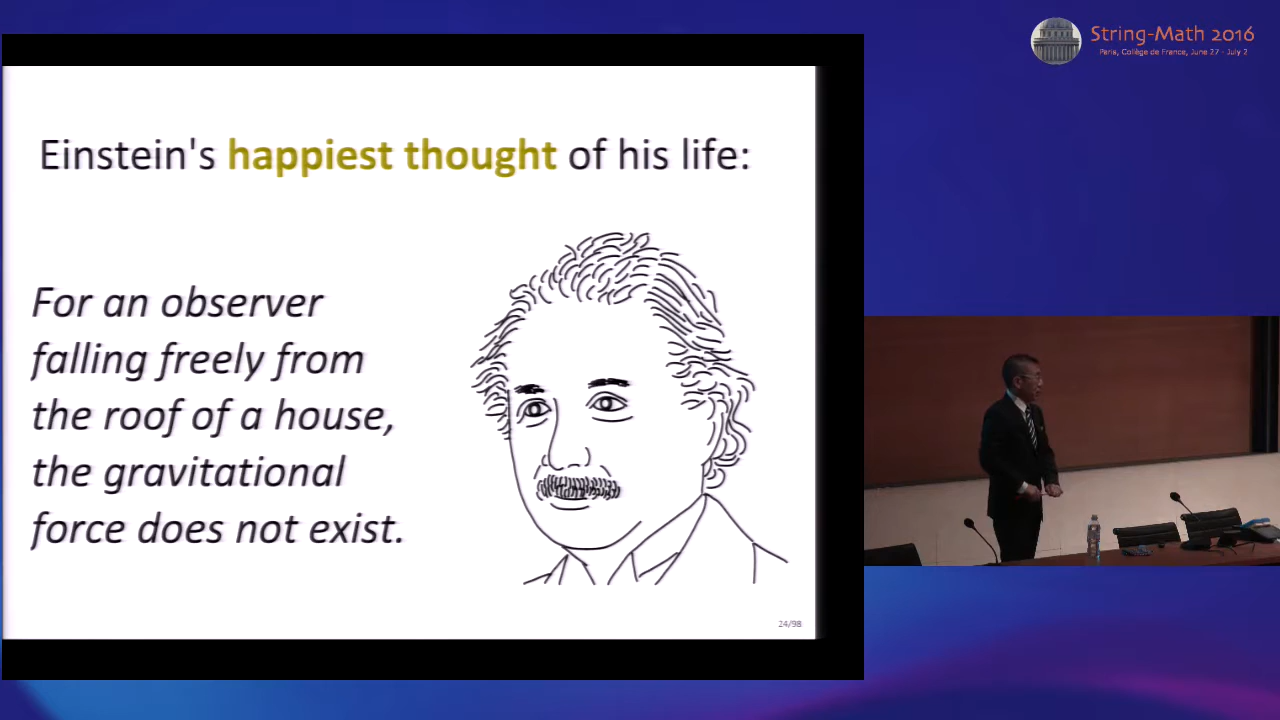 String-Math 2016
Paris, Collège de France, June 27 - July 2
Einstein's happiest thought of his life:
For an observer
falling freely from
the roof of a house,
the gravitational
force does not exist.
24/98